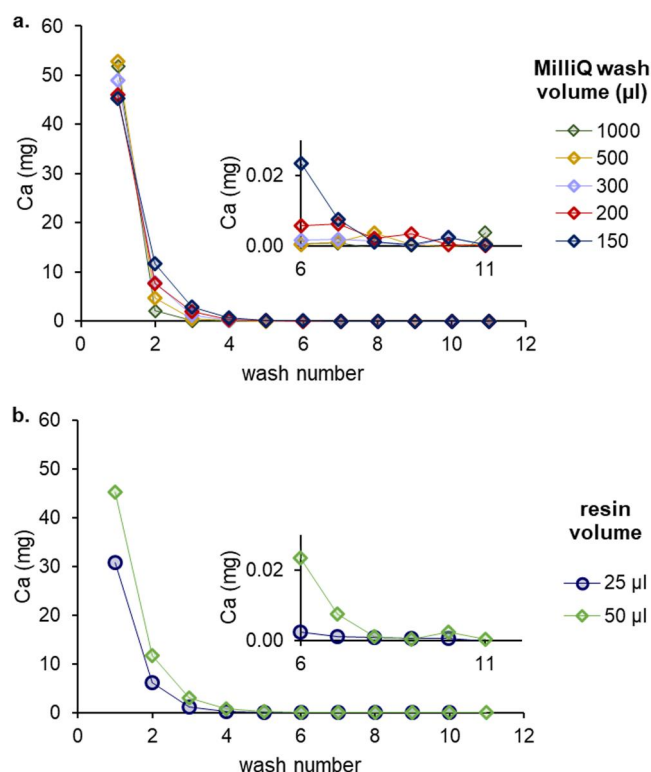 a.
60
50
40
30
20
10
0
Ca (mg)
0 2 4 6 8 10 12
wash number
Ca (mg)
0.02
0.00
6 11
MilliQ wash
volume (µl)
1000
500
300
200
150
b.
60
50
40
30
20
10
0
Ca (mg)
0 2 4 6 8 10 12
wash number
Ca (mg)
0.02
0.00
6 11
resin
volume
25 µl
50 µl